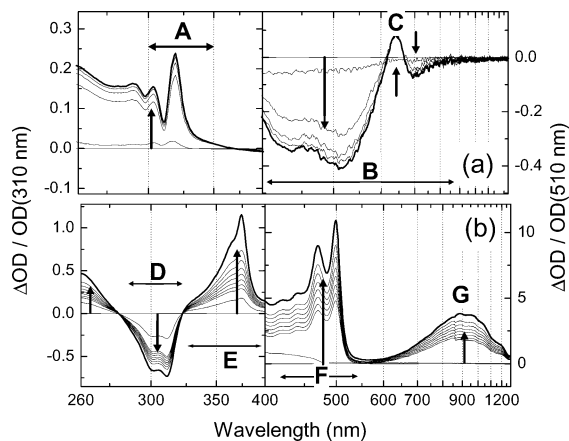 A
C
0.3
0.2
0.1
0.0
-0.1
0.0
-0.2
-0.4
B
(a)
ΔOD / OD(310 nm)
ΔOD / OD(510 nm)
(b)
D
E
F
G
1.0
0.5
0.0
-0.5
10
5
0
260 300 350 400 500 600 700 800 900 1000 1200
Wavelength (nm)